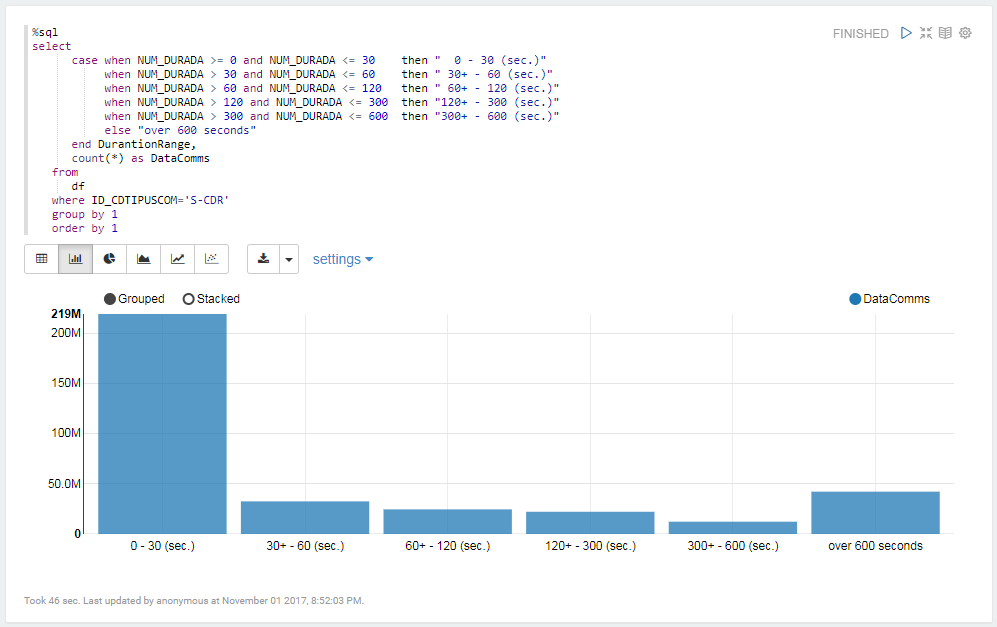 %sql
FINISHED
select
case when NUM_DURADA >= 0 and NUM_DURADA <= 30    then "  0 - 30 (sec.)"
when NUM_DURADA > 30 and NUM_DURADA <= 60    then " 30+ - 60 (sec.)"
when NUM_DURADA > 60 and NUM_DURADA <= 120   then " 60+ - 120 (sec.)"
when NUM_DURADA > 120 and NUM_DURADA <= 300  then "120+ - 300 (sec.)"
when NUM_DURADA > 300 and NUM_DURADA <= 600  then "300+ - 600 (sec.)"
else "over 600 seconds"
end DurantionRange,
count(*) as DataComms
from
df
where ID_CDTIPUSCOM='S-CDR'
group by 1
order by 1
settings
Grouped Stacked DataComms
219M
200M
150M
100M
50.0M
0
0 - 30 (sec.) 30+ - 60 (sec.) 60+ - 120 (sec.) 120+ - 300 (sec.) 300+ - 600 (sec.) over 600 seconds
Took 46 sec. Last updated by anonymous at November 01 2017, 8:52:03 PM.